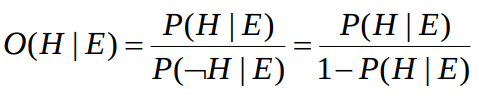 O(H | E) = P(H | E) / P(¬H | E) = P(H | E) / 1 − P(H | E)